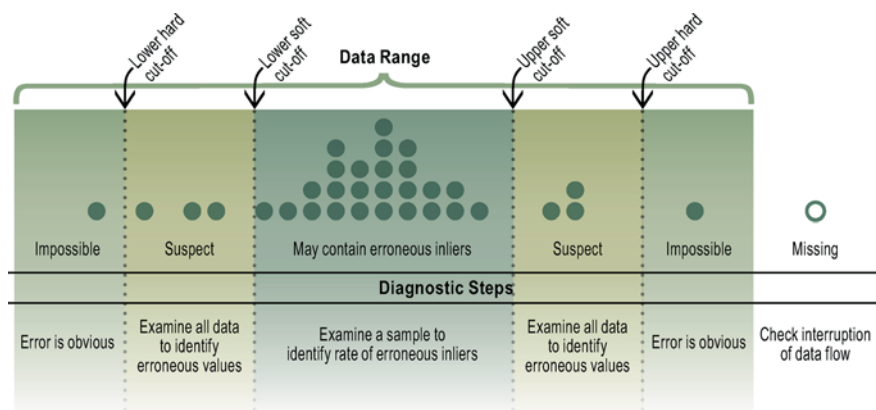 Lower hard
cut-off
Lower soft
cut-off
Data Range
Upper soft
cut-off
Upper hard
cut-off
Impossible
Suspect
May contain erroneous inliers
Suspect
Impossible
Missing
Diagnostic Steps
Error is obvious
Examine all data
to identify
erroneous values
Examine a sample to
identify rate of erroneous inliers
Examine all data
to identify
erroneous values
Error is obvious
Check interruption
of data flow